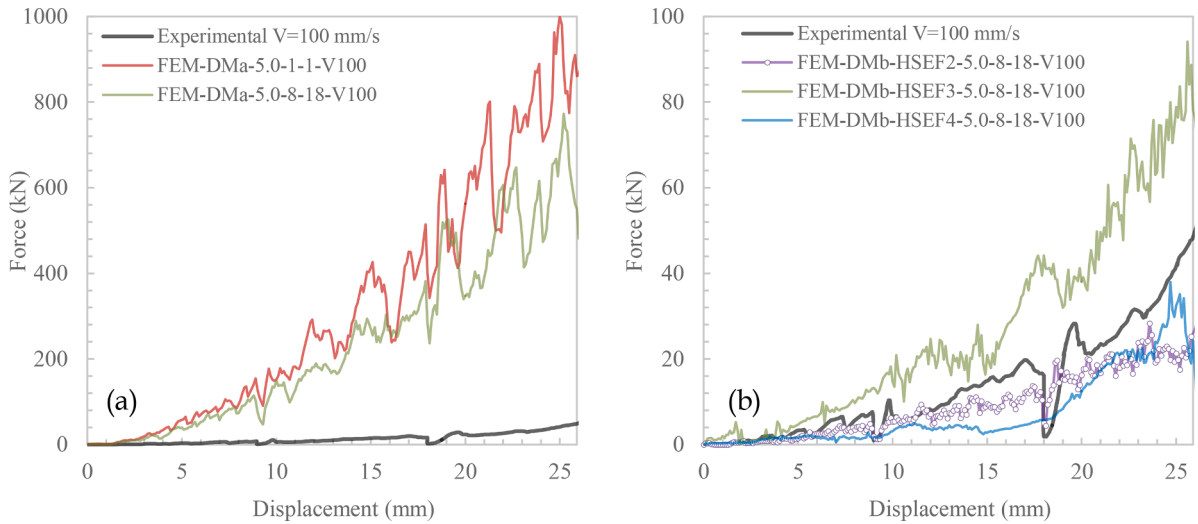 1000
800
600
400
200
0
Force (kN)
Experimental V=100 mm/s
FEM-DMa-5.0-1-1-V100
FEM-DMa-5.0-8-18-V100
(a)
0
5
10
15
20
25
Displacement (mm)
100
80
60
40
20
0
Force (kN)
Experimental V=100 mm/s
FEM-DMb-HSEF2-5.0-8-18-V100
FEM-DMb-HSEF3-5.0-8-18-V100
FEM-DMb-HSEF4-5.0-8-18-V100
(b)
0
5
10
15
20
25
Displacement (mm)